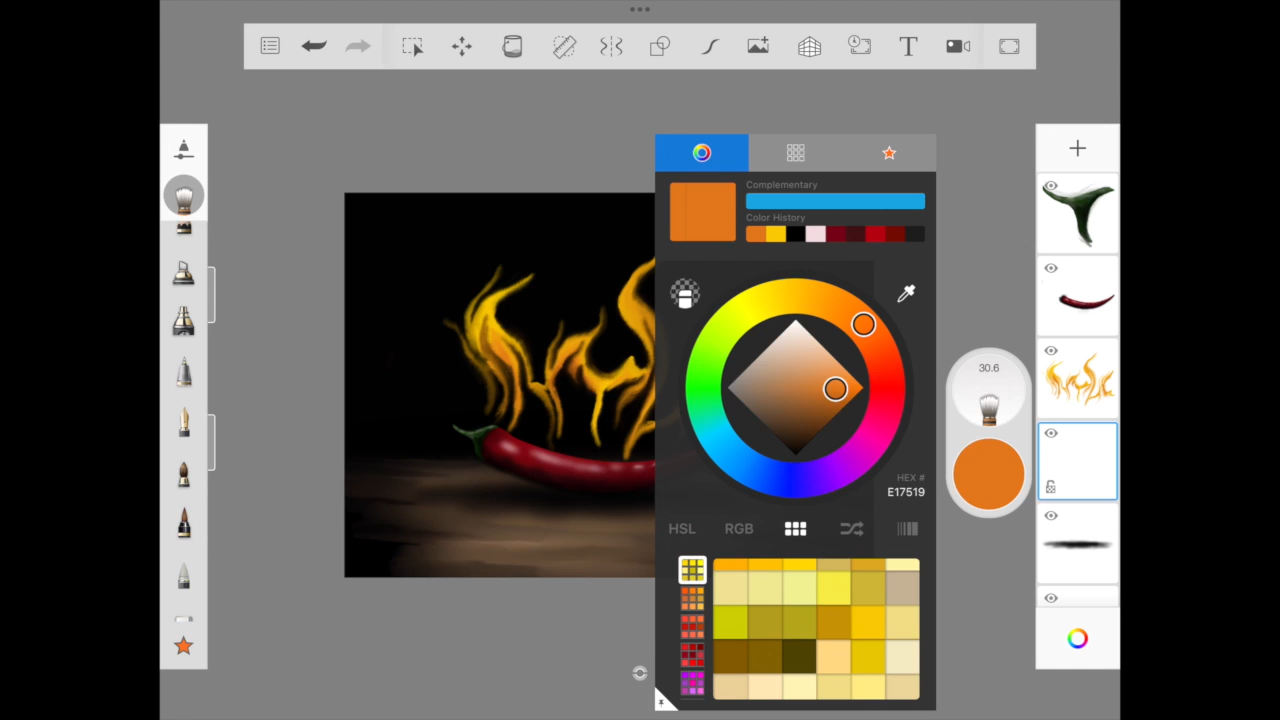 T
Complementary
Color History
30.6
HEX #
E17519
HSL RGB